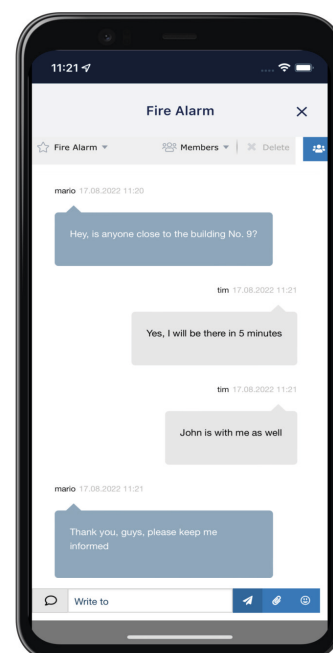 11:21
Fire Alarm
Fire Alarm
Members
Delete
mario 17.08.2022 11:20
Hey, is anyone close to the building No. 9?
tim 17.08.2022 11:21
Yes, I will be there in 5 minutes
tim 17.08.2022 11:21
John is with me as well
mario 17.08.2022 11:21
Thank you, guys, please keep me
informed
Write to